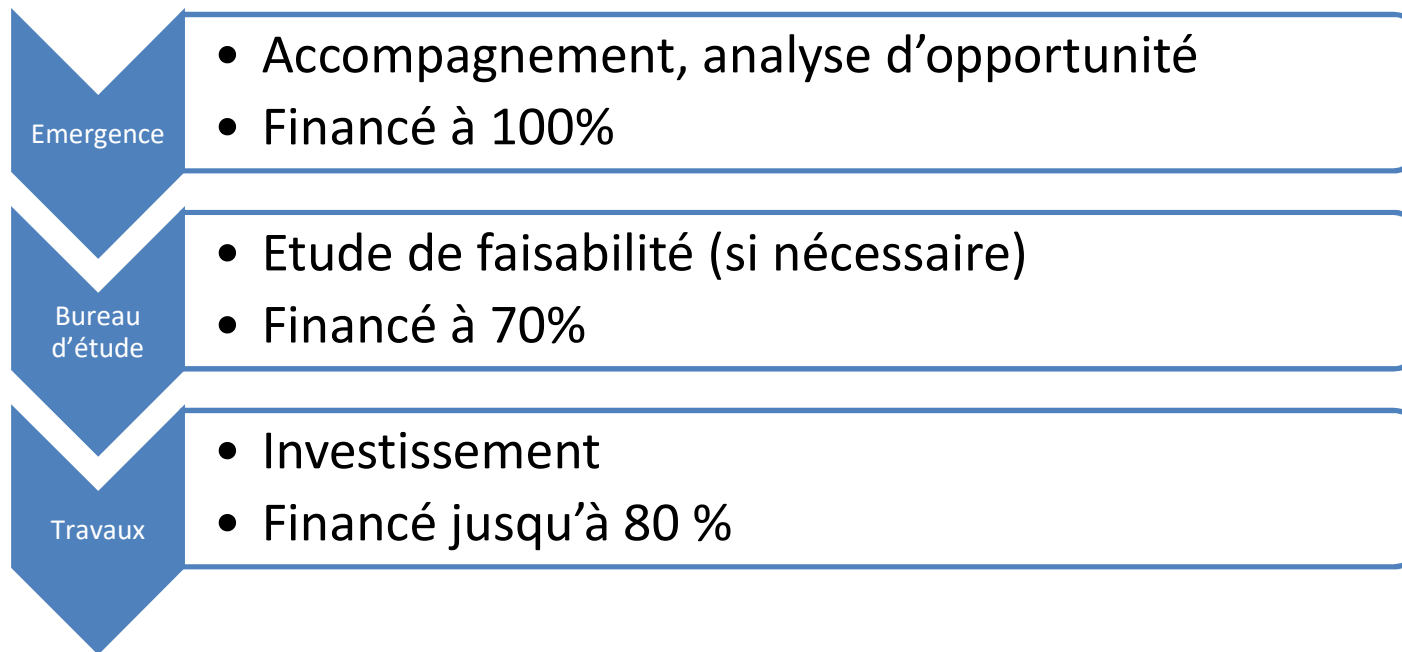 Emergence
• Accompagnement, analyse d’opportunité
• Financé à 100%
Bureau
d’étude
• Etude de faisabilité (si nécessaire)
• Financé à 70%
Travaux
• Investissement
• Financé jusqu’à 80 %